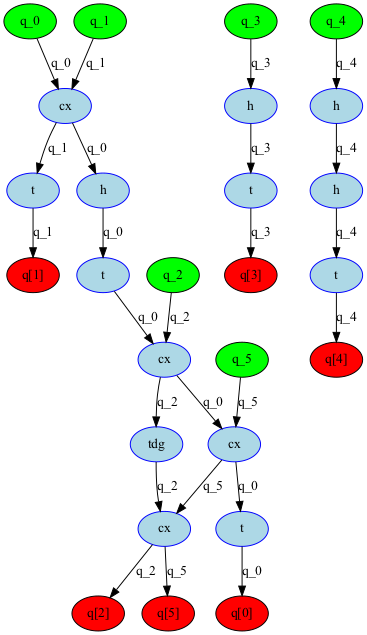 q_0 q_1 q_3 q_4
q_0 q_1 q_3 q_4
cx h h
q_1 q_0 q_3 q_4
t h t h
q_1 q_0 q_3 q_4
q[1] t q_2 q[3] t
q_0 q_2 q_4
cx q_5 q[4]
q_2 q_0 q_5
tdg cx
q_2 q_5 q_0
cx t
q_2 q_5 q_0
q[2] q[5] q[0]